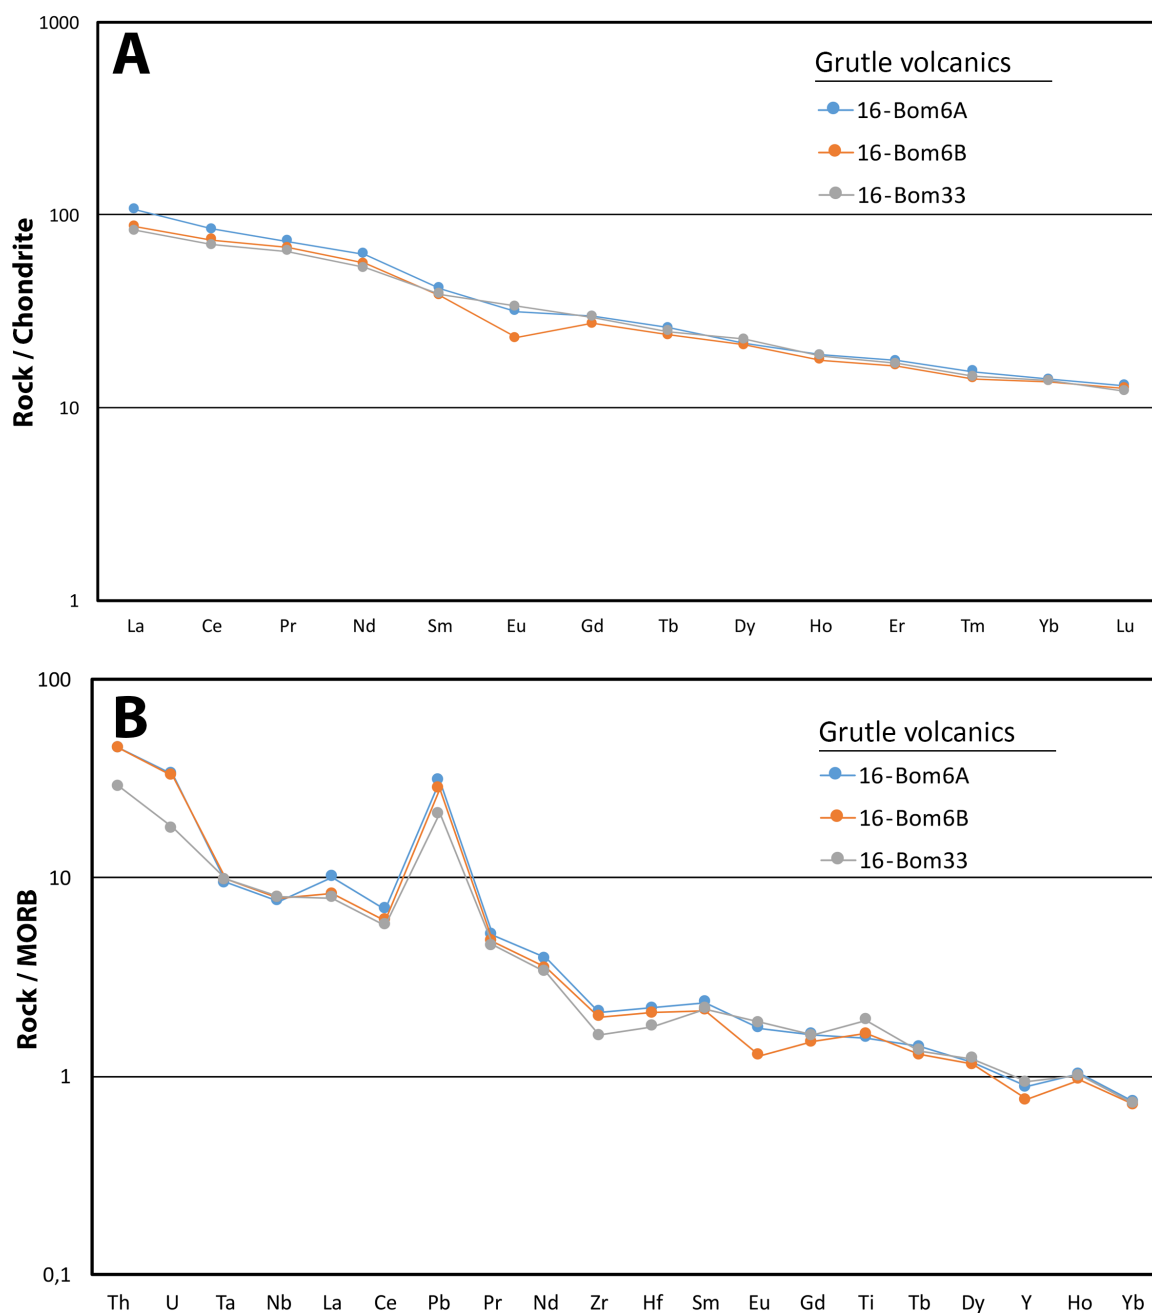 A
1000
100
10
1
Rock / Chondrite
Grutle volcanics
16-Bom6A
16-Bom6B
16-Bom33
La Ce Pr Nd Sm Eu Gd Tb Dy Ho Er Tm Yb Lu
B
100
10
1
0,1
Rock / MORB
Grutle volcanics
16-Bom6A
16-Bom6B
16-Bom33
Th U Ta Nb La Ce Pb Pr Nd Zr Hf Sm Eu Gd Ti Tb Dy Y Ho Yb